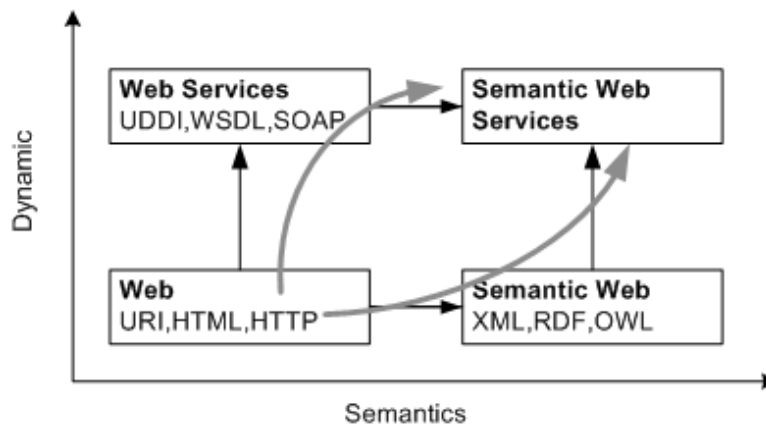 Web Services
UDDI,WSDL,SOAP
Semantic Web
Services
Dynamic
Web
URI,HTML,HTTP
Semantic Web
XML,RDF,OWL
Semantics